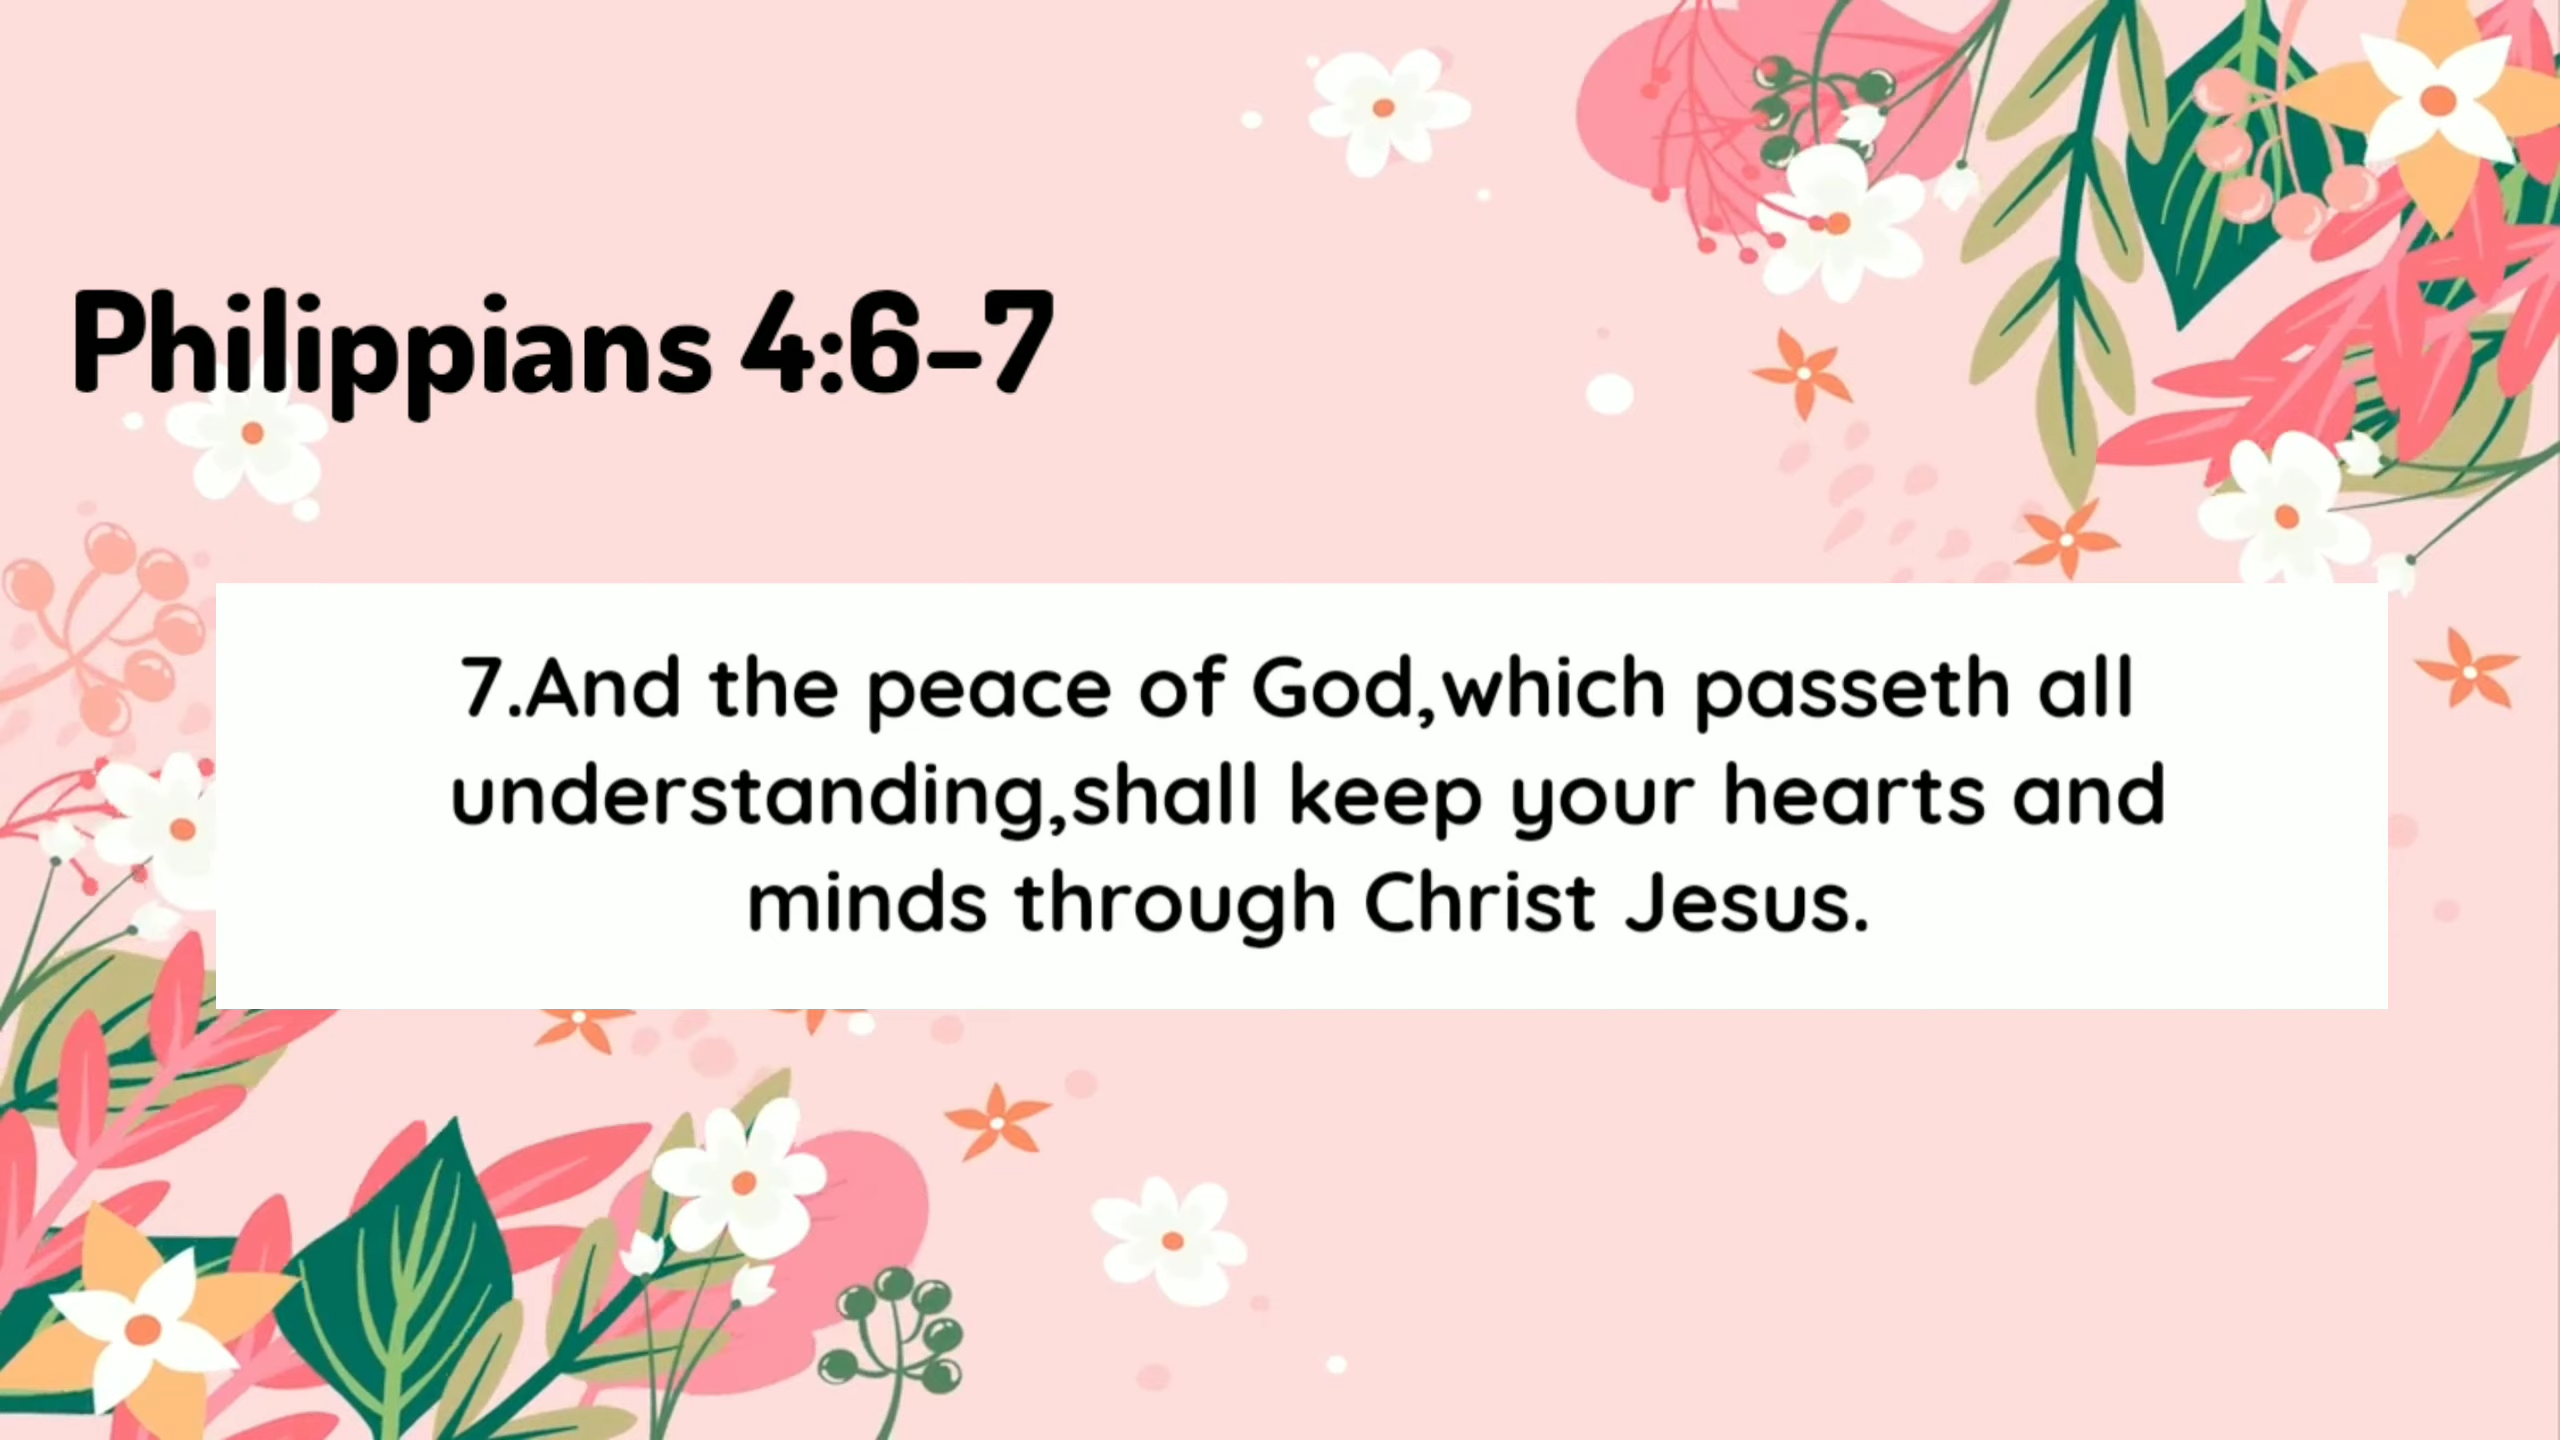 Philippians 4:6-7
7.And the peace of God,which passeth all
understanding,shall keep your hearts and
minds through Christ Jesus.